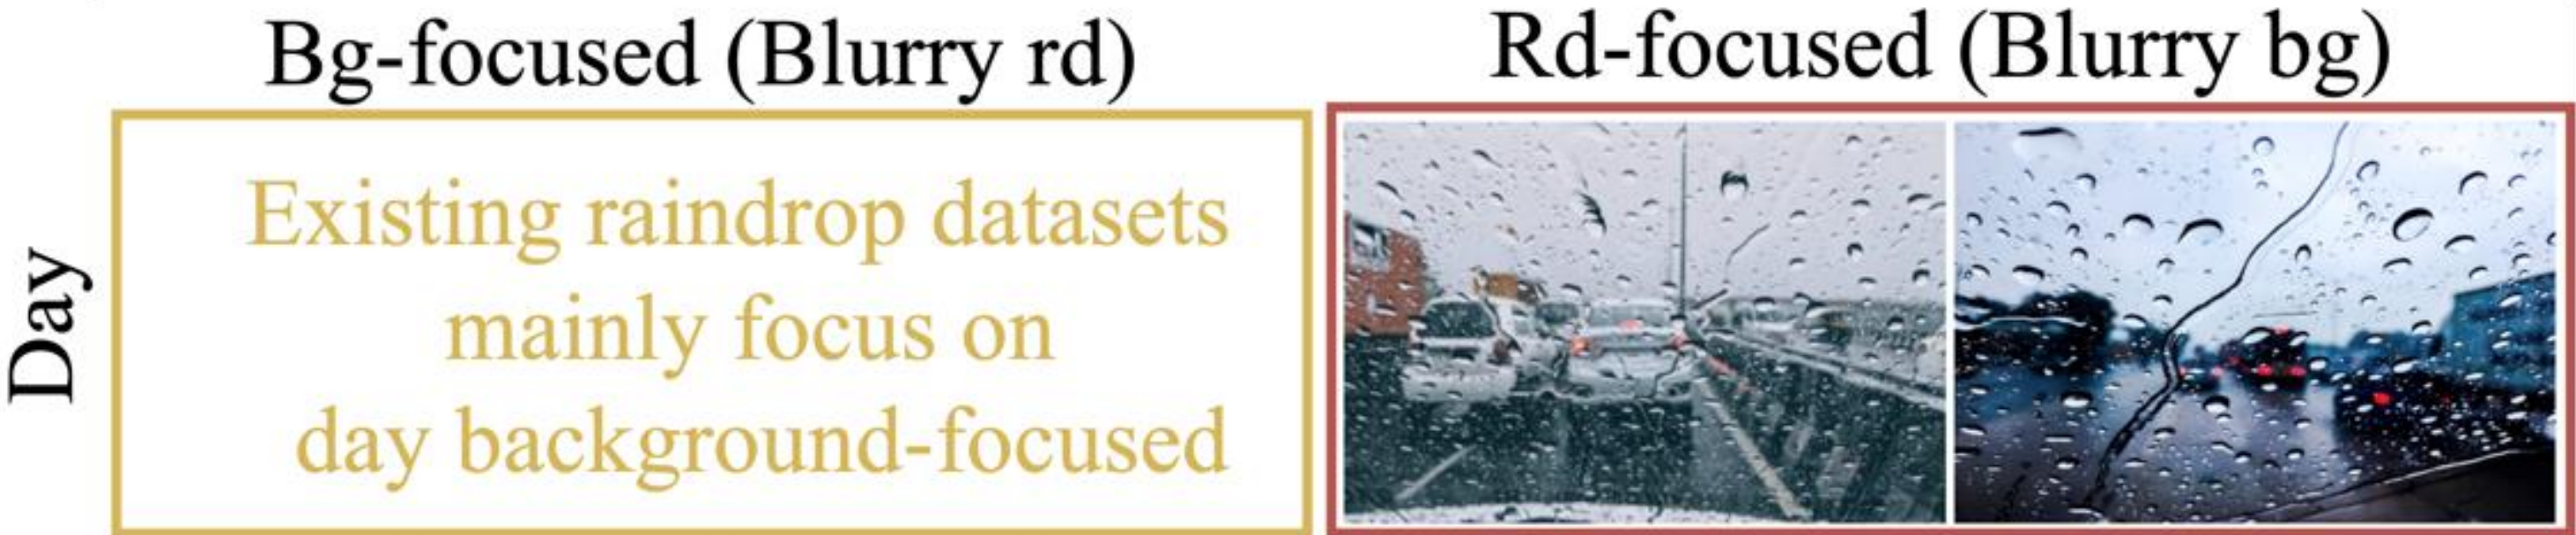 Bg-focused (Blurry rd)
Rd-focused (Blurry bg)
Day
Existing raindrop datasets
mainly focus on
day background-focused